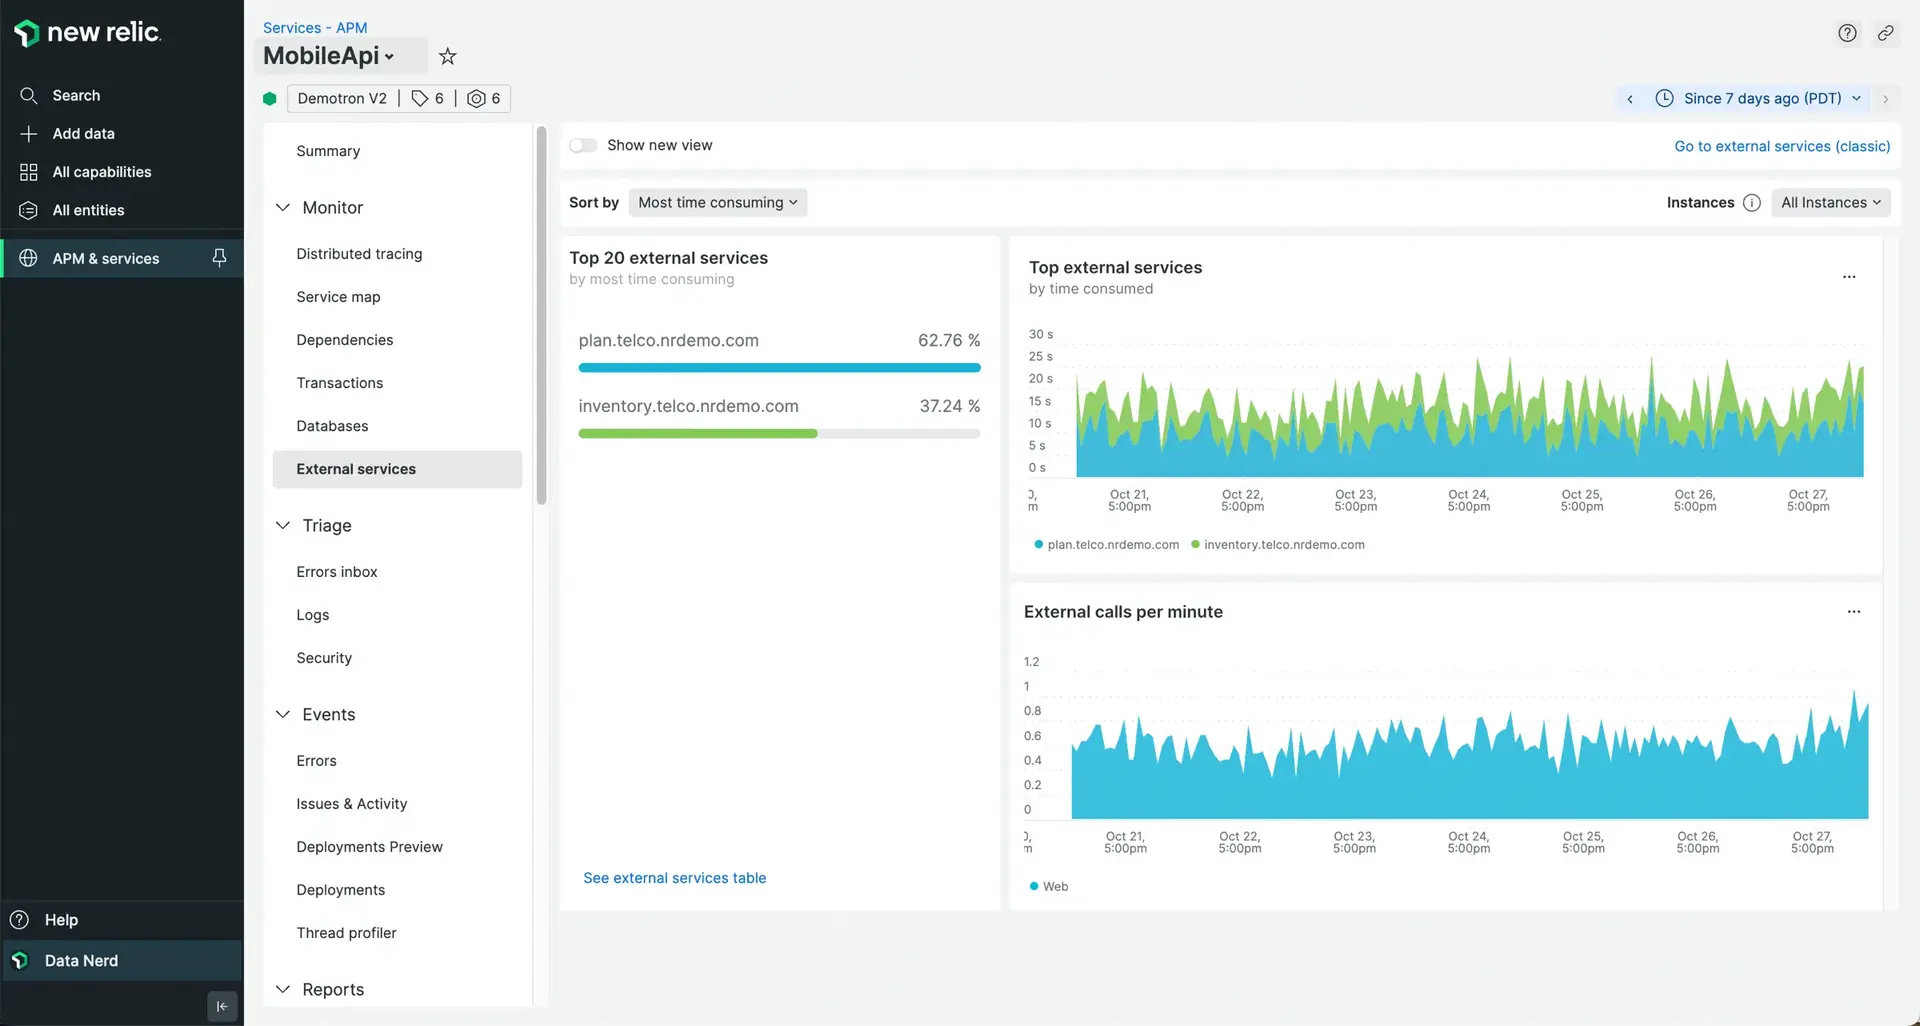 new relic.
Search
Add data
All capabilities
All entities
APM & services
Help
Data Nerd
Services - APM
MobileApi
Demotron V2 | 6 | 6
Since 7 days ago (PDT)
Summary
Monitor
Distributed tracing
Service map
Dependencies
Transactions
Databases
External services
Triage
Errors inbox
Logs
Security
Events
Errors
Issues & Activity
Deployments Preview
Deployments
Thread profiler
Reports
Show new view
Go to external services (classic)
Sort by Most time consuming
Instances All Instances
Top 20 external services
by most time consuming
plan.telco.nrdemo.com 62.76 %
inventory.telco.nrdemo.com 37.24 %
See external services table
Top external services
by time consumed
30 s
25 s
20 s
15 s
10 s
5 s
0 s
0, Oct 21, Oct 22, Oct 23, Oct 24, Oct 25, Oct 26, Oct 27,
m 5:00pm 5:00pm 5:00pm 5:00pm 5:00pm 5:00pm 5:00pm
plan.telco.nrdemo.com inventory.telco.nrdemo.com
External calls per minute
1.2
1
0.8
0.6
0.4
0.2
0
0, Oct 21, Oct 22, Oct 23, Oct 24, Oct 25, Oct 26, Oct 27,
m 5:00pm 5:00pm 5:00pm 5:00pm 5:00pm 5:00pm 5:00pm
Web